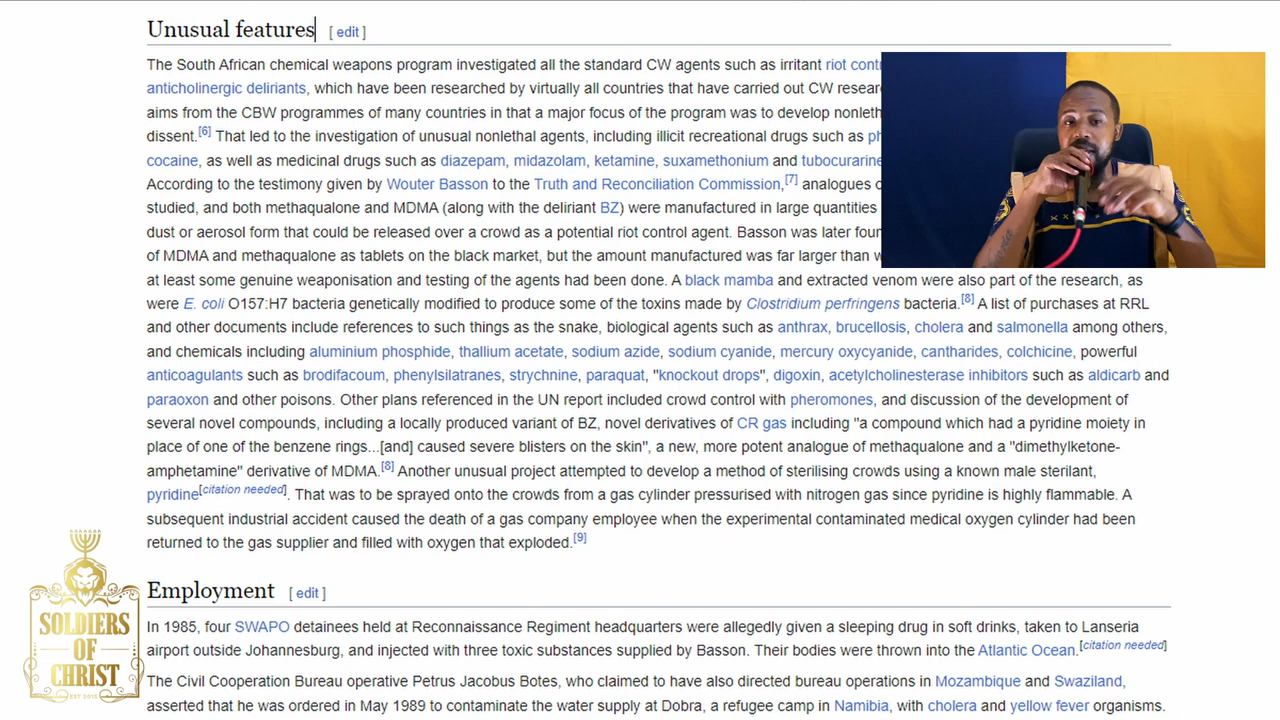 Unusual features [ edit ]
The South African chemical weapons program investigated all the standard CW agents such as irritant riot cont
anticholinergic deliriants, which have been researched by virtually all countries that have carried out CW resear
aims from the CBW programmes of many countries in that a major focus of the program was to develop nonleth
dissent.[6] That led to the investigation of unusual nonlethal agents, including illicit recreational drugs such as ph
cocaine, as well as medicinal drugs such as diazepam, midazolam, ketamine, suxamethonium and tubocurarine
According to the testimony given by Wouter Basson to the Truth and Reconciliation Commission,[7] analogues
studied, and both methaqualone and MDMA (along with the deliriant BZ) were manufactured in large quantities
dust or aerosol form that could be released over a crowd as a potential riot control agent. Basson was later four
of MDMA and methaqualone as tablets on the black market, but the amount manufactured was far larger than w
at least some genuine weaponisation and testing of the agents had been done. A black mamba and extracted venom were also part of the research, as
were E. coli O157:H7 bacteria genetically modified to produce some of the toxins made by Clostridium perfringens bacteria.[8] A list of purchases at RRL
and other documents include references to such things as the snake, biological agents such as anthrax, brucellosis, cholera and salmonella among others,
and chemicals including aluminium phosphide, thallium acetate, sodium azide, sodium cyanide, mercury oxycyanide, cantharides, colchicine, powerful
anticoagulants such as brodifacoum, phenylsilatranes, strychnine, paraquat, "knockout drops", digoxin, acetylcholinesterase inhibitors such as aldicarb and
paraoxon and other poisons. Other plans referenced in the UN report included crowd control with pheromones, and discussion of the development of
several novel compounds, including a locally produced variant of BZ, novel derivatives of CR gas including "a compound which had a pyridine moiety in
place of one of the benzene rings...[and] caused severe blisters on the skin", a new, more potent analogue of methaqualone and a "dimethylketone-
amphetamine" derivative of MDMA.[8] Another unusual project attempted to develop a method of sterilising crowds using a known male sterilant,
pyridine[citation needed]. That was to be sprayed onto the crowds from a gas cylinder pressurised with nitrogen gas since pyridine is highly flammable. A
subsequent industrial accident caused the death of a gas company employee when the experimental contaminated medical oxygen cylinder had been
returned to the gas supplier and filled with oxygen that exploded.[9]
Employment [ edit ]
In 1985, four SWAPO detainees held at Reconnaissance Regiment headquarters were allegedly given a sleeping drug in soft drinks, taken to Lanseria
airport outside Johannesburg, and injected with three toxic substances supplied by Basson. Their bodies were thrown into the Atlantic Ocean.[citation needed]
The Civil Cooperation Bureau operative Petrus Jacobus Botes, who claimed to have also directed bureau operations in Mozambique and Swaziland,
asserted that he was ordered in May 1989 to contaminate the water supply at Dobra, a refugee camp in Namibia, with cholera and yellow fever organisms.
SOLDIERS
OF
CHRIST